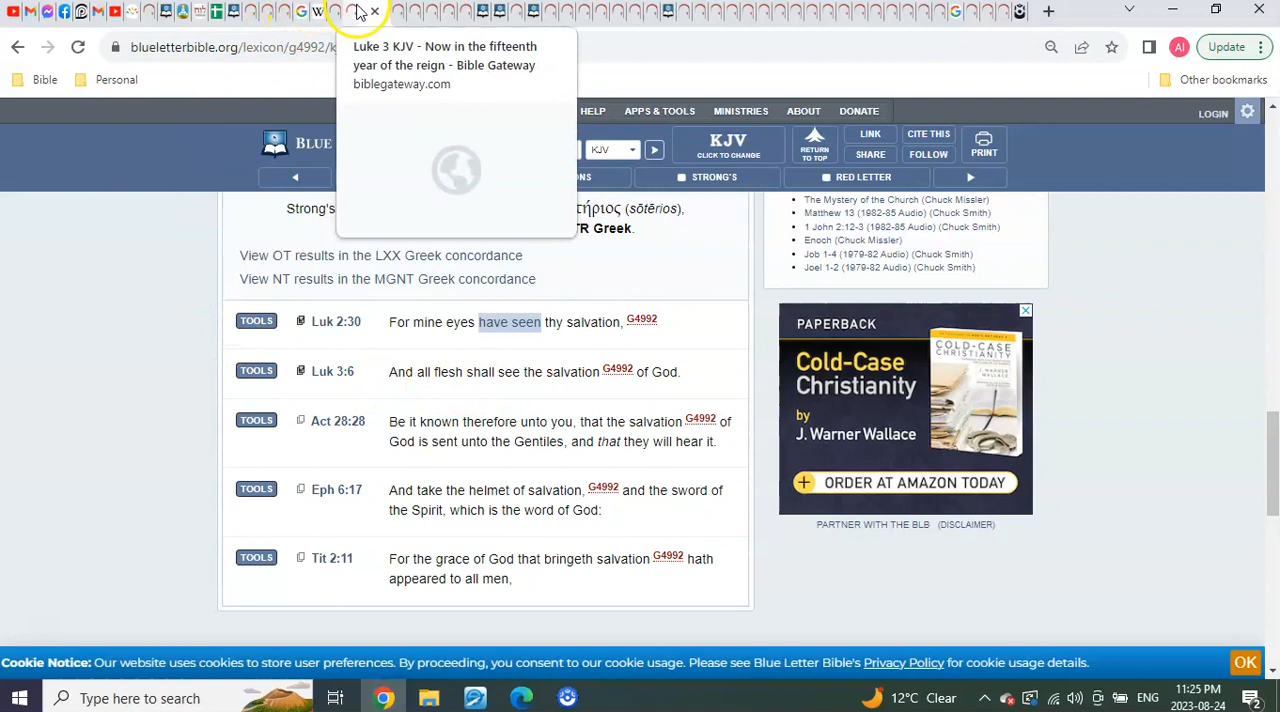 Luke 3 KJV - Now in the fifteenth
year of the reign - Bible Gateway
biblegateway.com
blueletterbible.org/lexicon/g4992/k
AI
Update
Bible
Personal
Other bookmarks
HELP
APPS & TOOLS
MINISTRIES
ABOUT
DONATE
LOGIN
BLUE
KJV
KJV
CLICK TO CHANGE
RETURN
TO TOP
LINK
SHARE
CITE THIS
FOLLOW
PRINT
ONS
STRONG'S
RED LETTER
Strong's
τήριος (sōtērios),
TR Greek.
View OT results in the LXX Greek concordance
View NT results in the MGNT Greek concordance
TOOLS Luk 2:30 For mine eyes have seen thy salvation, G4992
TOOLS Luk 3:6 And all flesh shall see the salvation G4992 of God.
TOOLS Act 28:28 Be it known therefore unto you, that the salvation G4992 of
God is sent unto the Gentiles, and that they will hear it.
TOOLS Eph 6:17 And take the helmet of salvation, G4992 and the sword of
the Spirit, which is the word of God:
TOOLS Tit 2:11 For the grace of God that bringeth salvation G4992 hath
appeared to all men,
The Mystery of the Church (Chuck Missler)
Matthew 13 (1982-85 Audio) (Chuck Smith)
1 John 2:12-3 (1982-85 Audio) (Chuck Smith)
Enoch (Chuck Missler)
Job 1-4 (1979-82 Audio) (Chuck Smith)
Joel 1-2 (1979-82 Audio) (Chuck Smith)
PAPERBACK
Cold-Case
Christianity
by
J. Warner Wallace
COLD-CASE
CHRISTIANITY
ORDER AT AMAZON TODAY
PARTNER WITH THE BLB (DISCLAIMER)
Cookie Notice: Our website uses cookies to store user preferences. By proceeding, you consent to our cookie usage. Please see Blue Letter Bible's Privacy Policy for cookie usage details.
OK
Type here to search
12°C Clear
ENG
11:25 PM
2023-08-24
2